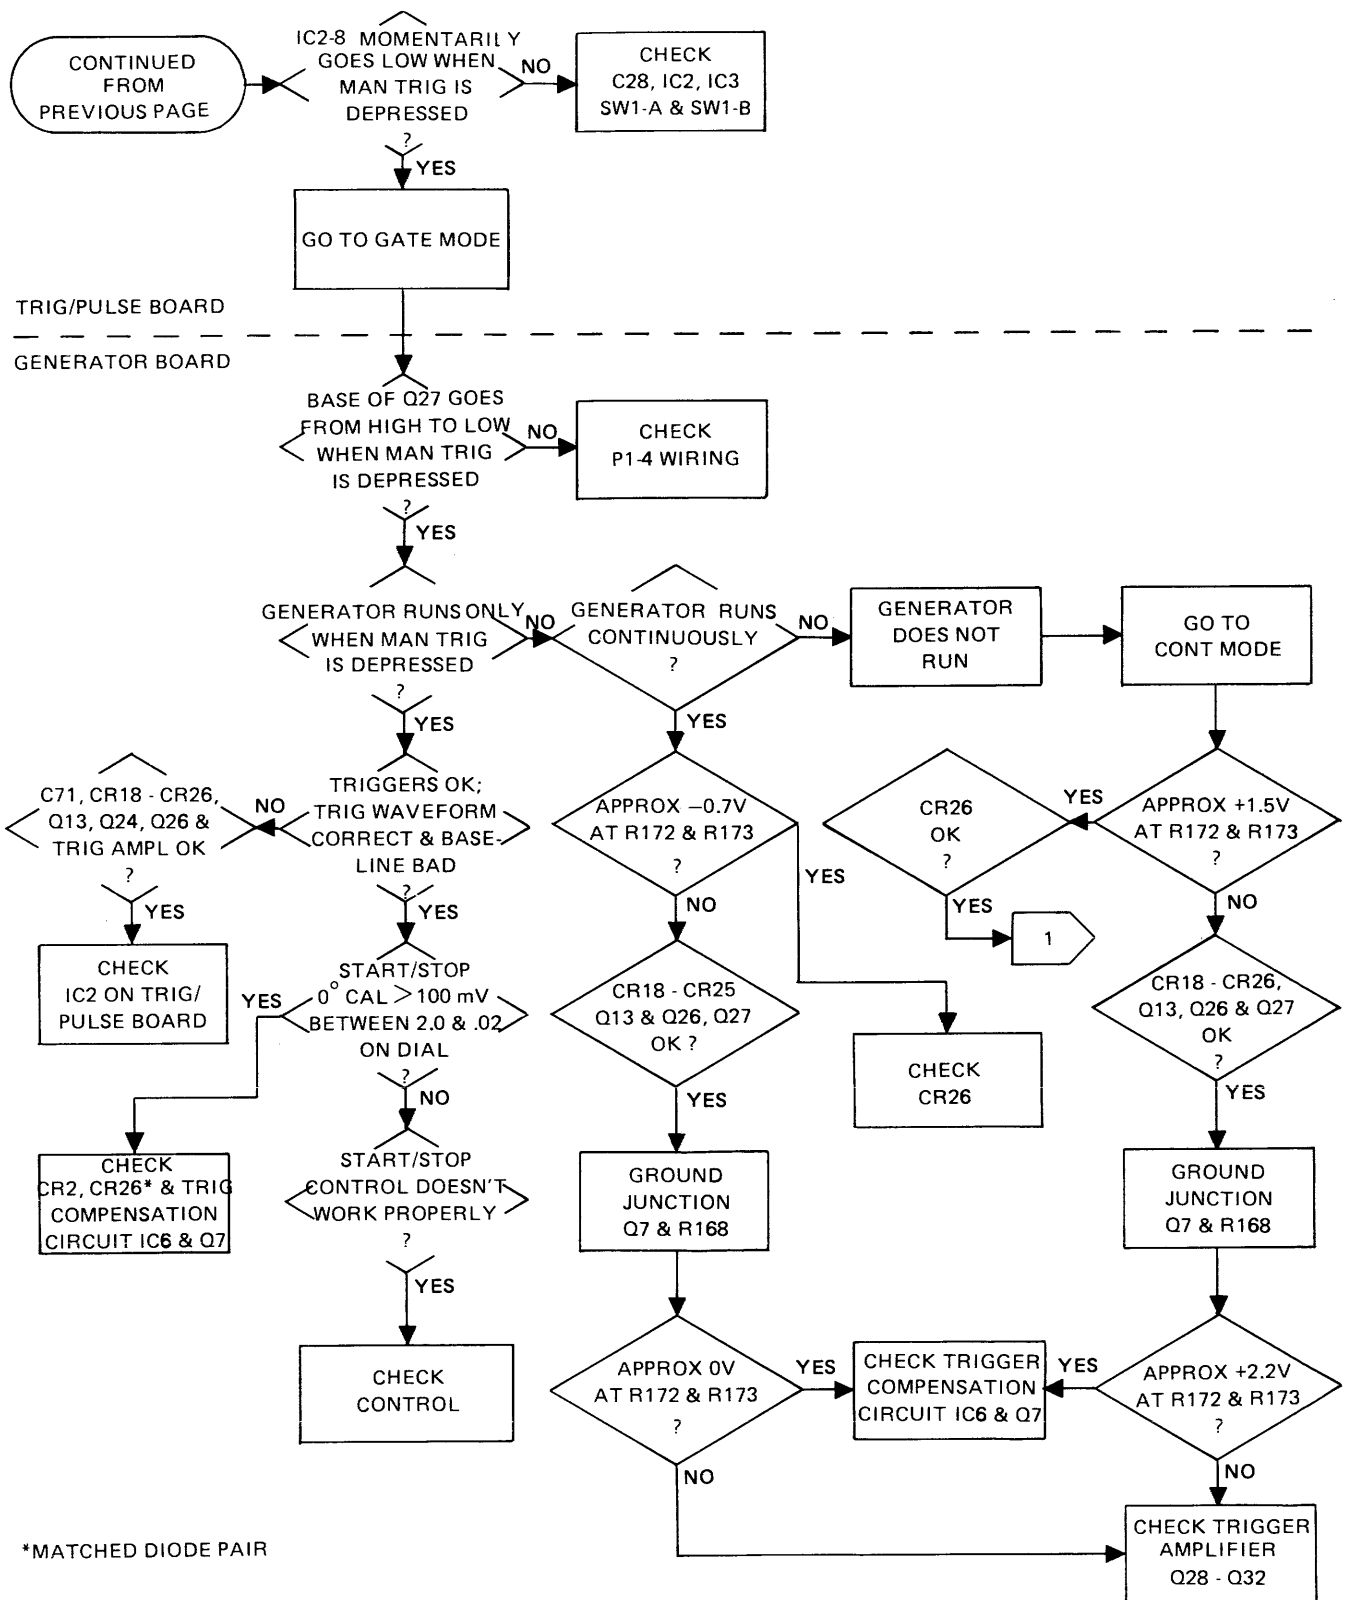 CONTINUED
FROM
PREVIOUS PAGE
IC2-8 MOMENTARILY
GOES LOW WHEN
MAN TRIG IS
DEPRESSED
?
NO
CHECK
C28, IC2, IC3
SW1-A & SW1-B
YES
GO TO GATE MODE
TRIG/PULSE BOARD
GENERATOR BOARD
BASE OF Q27 GOES
FROM HIGH TO LOW
WHEN MAN TRIG
IS DEPRESSED
?
NO
CHECK
P1-4 WIRING
YES
GENERATOR RUNS ONLY
WHEN MAN TRIG
IS DEPRESSED
?
NO
GENERATOR RUNS
CONTINUOUSLY
?
NO
GENERATOR
DOES NOT
RUN
GO TO
CONT MODE
YES
YES
TRIGGERS OK;
TRIG WAVEFORM
CORRECT & BASE-
LINE BAD
?
NO
C71, CR18 - CR26,
Q13, Q24, Q26 &
TRIG AMPL OK
?
YES
CHECK
IC2 ON TRIG/
PULSE BOARD
APPROX −0.7V
AT R172 & R173
?
YES
NO
CR26
OK
?
YES
1
YES
APPROX +1.5V
AT R172 & R173
?
NO
YES
START/STOP
0° CAL >100 mV
BETWEEN 2.0 & .02
ON DIAL
?
YES
NO
CR18 - CR25
Q13 & Q26, Q27
OK ?
YES
CHECK
CR26
CR18 - CR26,
Q13, Q26 & Q27
OK
?
YES
CHECK
CR2, CR26* & TRIG
COMPENSATION
CIRCUIT IC6 & Q7
START/STOP
CONTROL DOESN'T
WORK PROPERLY
?
YES
CHECK
CONTROL
GROUND
JUNCTION
Q7 & R168
GROUND
JUNCTION
Q7 & R168
APPROX 0V
AT R172 & R173
?
YES
CHECK TRIGGER
COMPENSATION
CIRCUIT IC6 & Q7
YES
APPROX +2.2V
AT R172 & R173
?
NO
NO
CHECK TRIGGER
AMPLIFIER
Q28 - Q32
*MATCHED DIODE PAIR